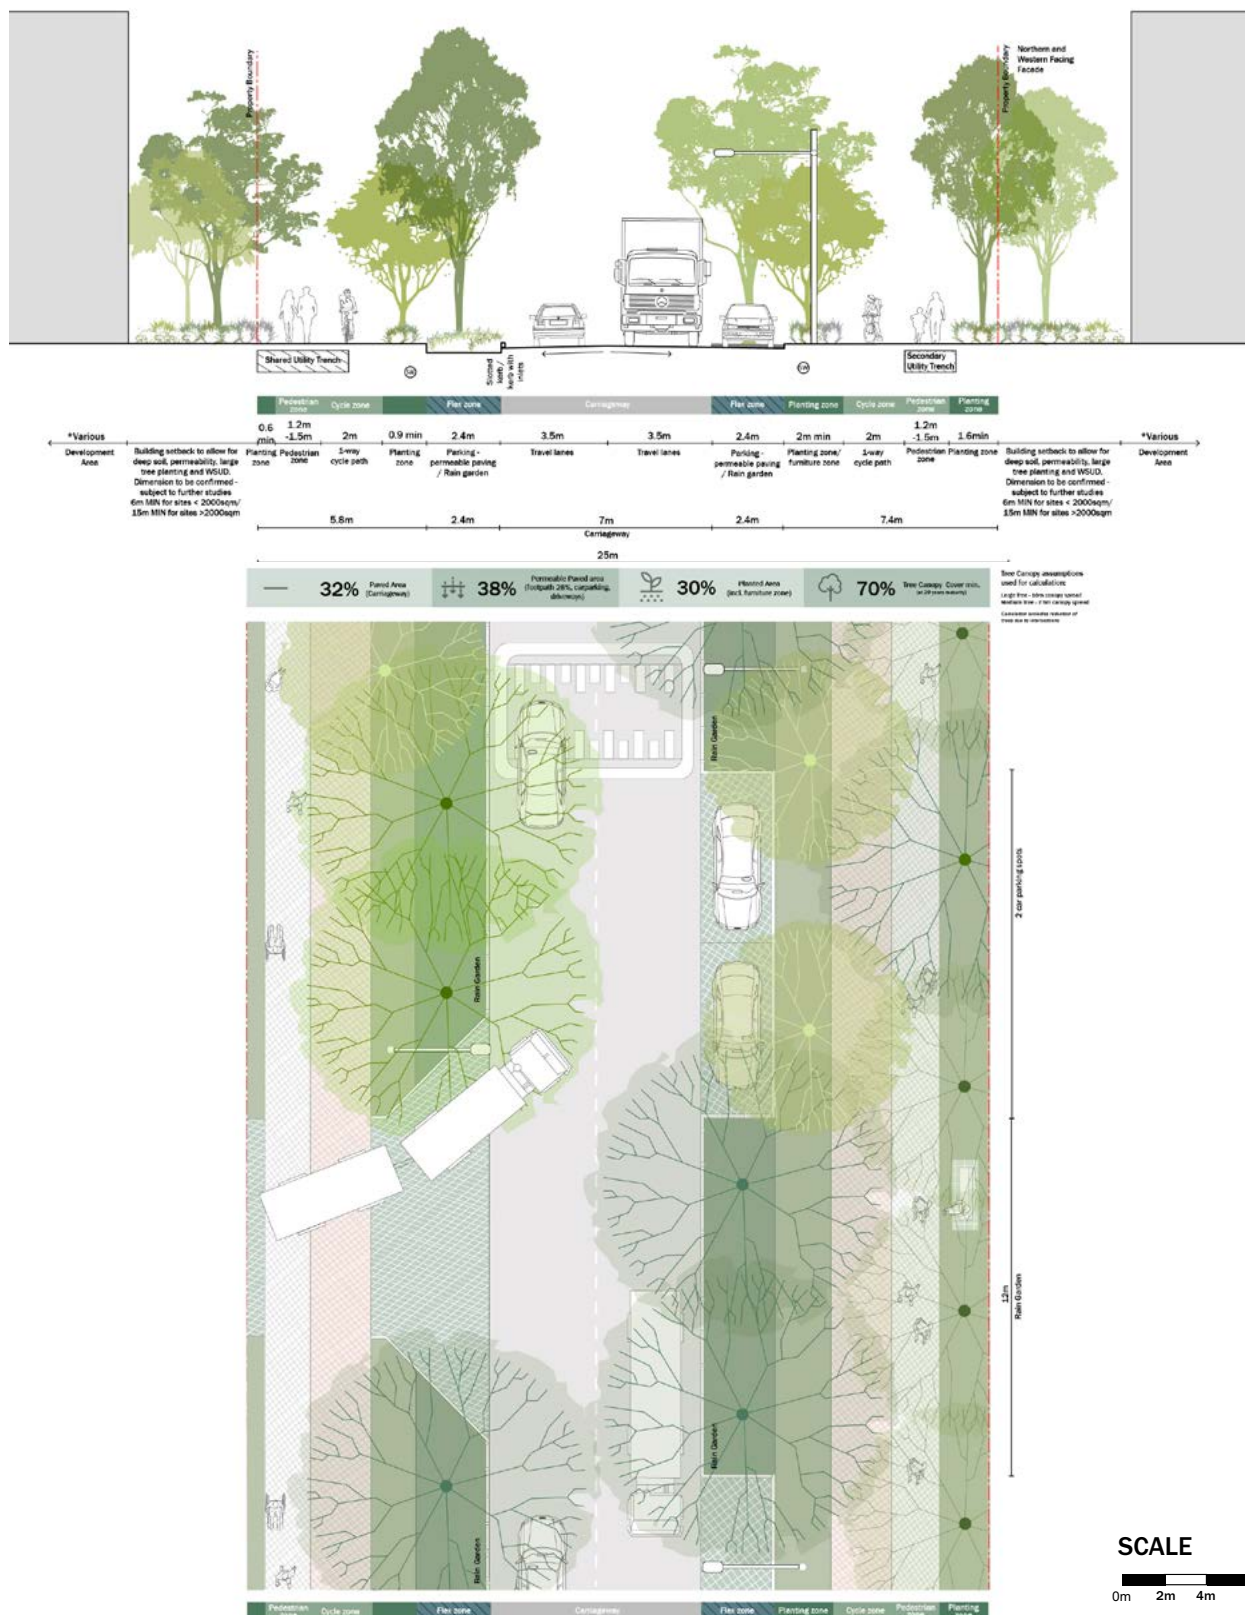 Property Boundary
Property Boundary
Northern and
Western Facing
Facade
Shared Utility Trench
SW
Slotted
kerb /
kerb with
inlets
SW
Secondary
Utility Trench
Pedestrian
zone
Cycle zone
Flex zone
Carriageway
Flex zone
Planting zone
Cycle zone
Pedestrian
zone
Planting
zone
*Various
0.6
min
1.2m
-1.5m
2m
0.9 min
2.4m
3.5m
3.5m
2.4m
2m min
2m
1.2m
-1.5m
1.6min
*Various
Development
Area
Building setback to allow for
deep soil, permeability, large
tree planting and WSUD.
Dimension to be confirmed -
subject to further studies
6m MIN for sites < 2000sqm/
15m MIN for sites >2000sqm
Planting
zone
Pedestrian
zone
1-way
cycle path
Planting
zone
Parking -
permeable paving
/ Rain garden
Travel lanes
Travel lanes
Parking -
permeable paving
/ Rain garden
Planting zone/
furniture zone
1-way
cycle path
Pedestrian
zone
Planting zone
Building setback to allow for
deep soil, permeability, large
tree planting and WSUD.
Dimension to be confirmed -
subject to further studies
6m MIN for sites < 2000sqm/
15m MIN for sites >2000sqm
Development
Area
5.8m
2.4m
7m
2.4m
7.4m
Carriageway
25m
32%
Paved Area
(Carriageway)
38%
Permeable Paved area
(footpath 28%, carparking,
driveways)
30%
Planted Area
(incl. furniture zone)
70%
Tree Canopy Cover min.
(at 20 years maturity)
Tree Canopy assumptions
used for calculation:
Rain Garden
2 car parking spots
Rain Garden
12m
Rain Garden
Rain Garden
Rain Garden
SCALE
0m 2m 4m
Pedestrian
Cycle zone
Flex zone
Carriageway
Flex zone
Planting zone
Cycle zone
Pedestrian
Planting